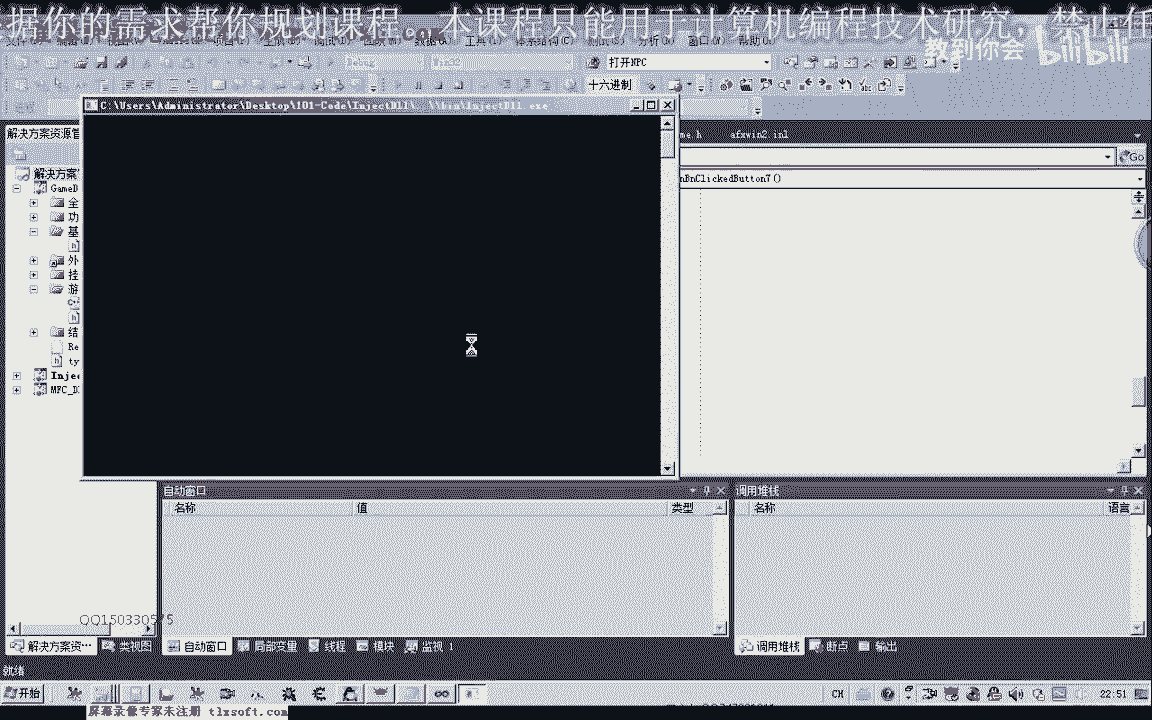 据你的需求帮你规划课程。,本课程只能用于计算机编程技术研究,禁止任
教到你会 bilibili
Debug Win32 打开NPC
十六进制
C:\Users\Administrator\Desktop\101-Code\InjectDll\..\bin\InjectDll.exe
解决方案资源管
me.h afxwin2.inl
Go
解决方案
GameD
nBnClickedButton7()
全
功
基
外
挂
游
结
Re
ty
Injec
MFC_D
自动窗口 调用堆栈
名称 值 类型 名称 语言
QQ150330575
解决方案资… 类视图 自动窗口 局部变量 线程 模块 监视 1 调用堆栈 断点 输出
就绪
开始 CH 22:51
屏幕录像专家未注册 tlxsoft.com